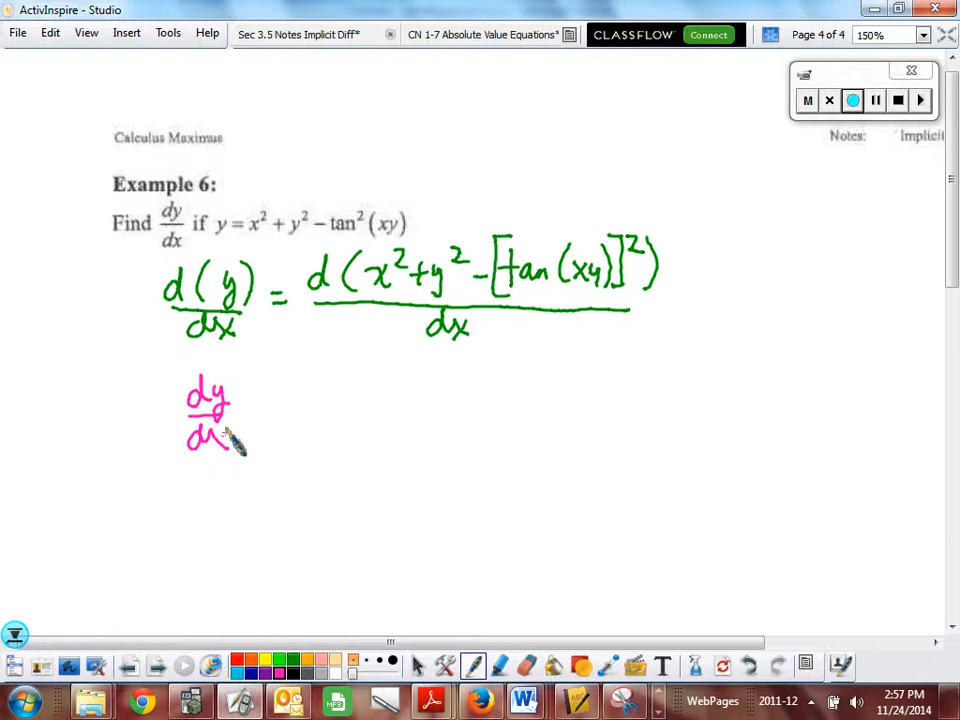 ActivInspire - Studio
File Edit View Insert Tools Help Sec 3.5 Notes Implicit Diff* CN 1-7 Absolute Value Equations* CLASSFLOW Connect Page 4 of 4 150%
M
Calculus Maximus Notes: Implicit
Example 6:
Find dy/dx if y = x² + y² − tan²(xy)
d(y)/dx = d(x² + y² − [tan(xy)]²)/dx
dy/dx
MP3
WebPages 2011-12 2:57 PM
11/24/2014